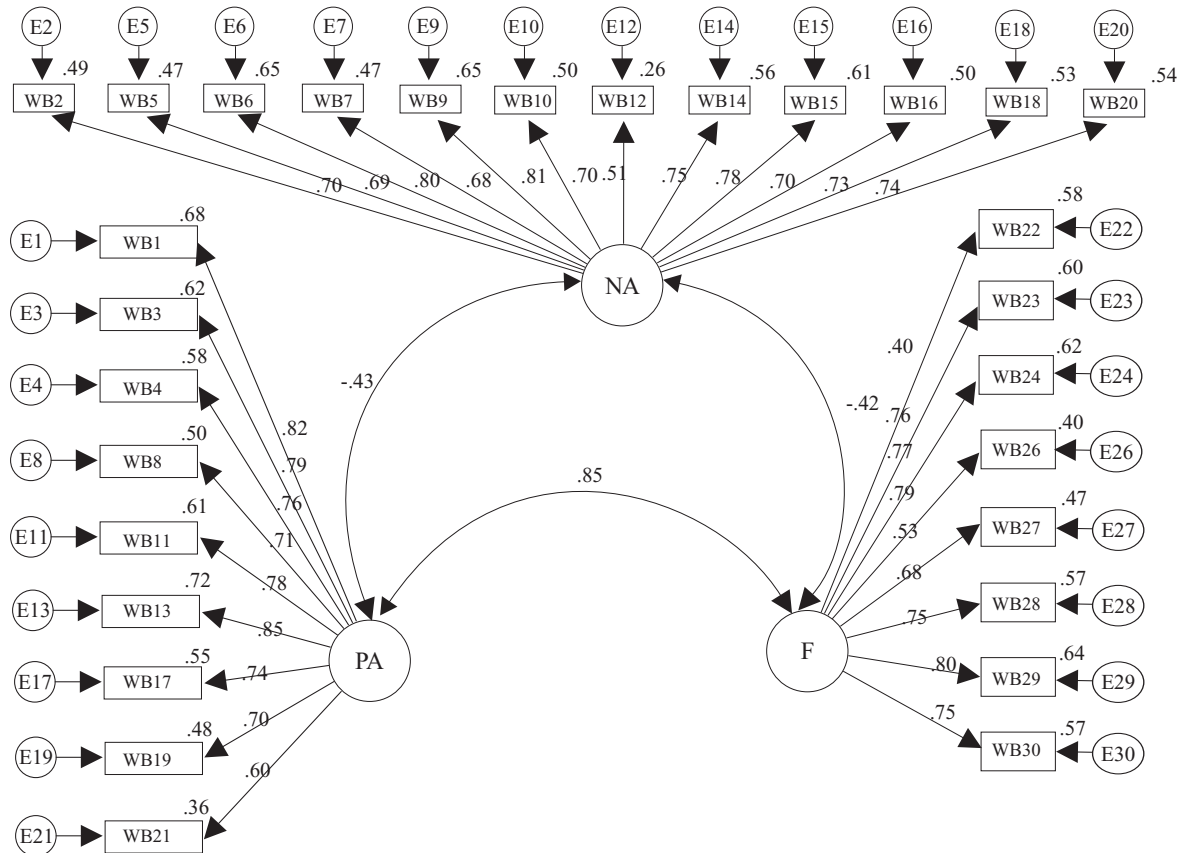 E2 E5 E6 E7 E9 E10 E12 E14 E15 E16 E18 E20
.49 .47 .65 .47 .65 .50 .26 .56 .61 .50 .53 .54
WB2 WB5 WB6 WB7 WB9 WB10 WB12 WB14 WB15 WB16 WB18 WB20
.70 .69 .80 .68 .81 .70 .51 .75 .78 .70 .73 .74
NA
.68
E1 WB1
.62
E3 WB3
.58
E4 WB4
.50
E8 WB8
.61
E11 WB11
.72
E13 WB13
.55
E17 WB17
.48
E19 WB19
.36
E21 WB21
.82
.79
.76
.71
.78
.85
.74
.70
.60
PA
-.43
.85
-.42
F
.40
.76
.77
.79
.53
.68
.75
.80
.75
.58
WB22 E22
.60
WB23 E23
.62
WB24 E24
.40
WB26 E26
.47
WB27 E27
.57
WB28 E28
.64
WB29 E29
.57
WB30 E30